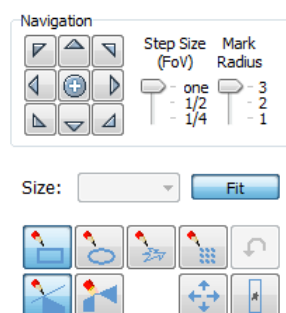 Navigation
Step Size Mark
(FoV) Radius
one 3
1/2 2
1/4 1
Size: Fit